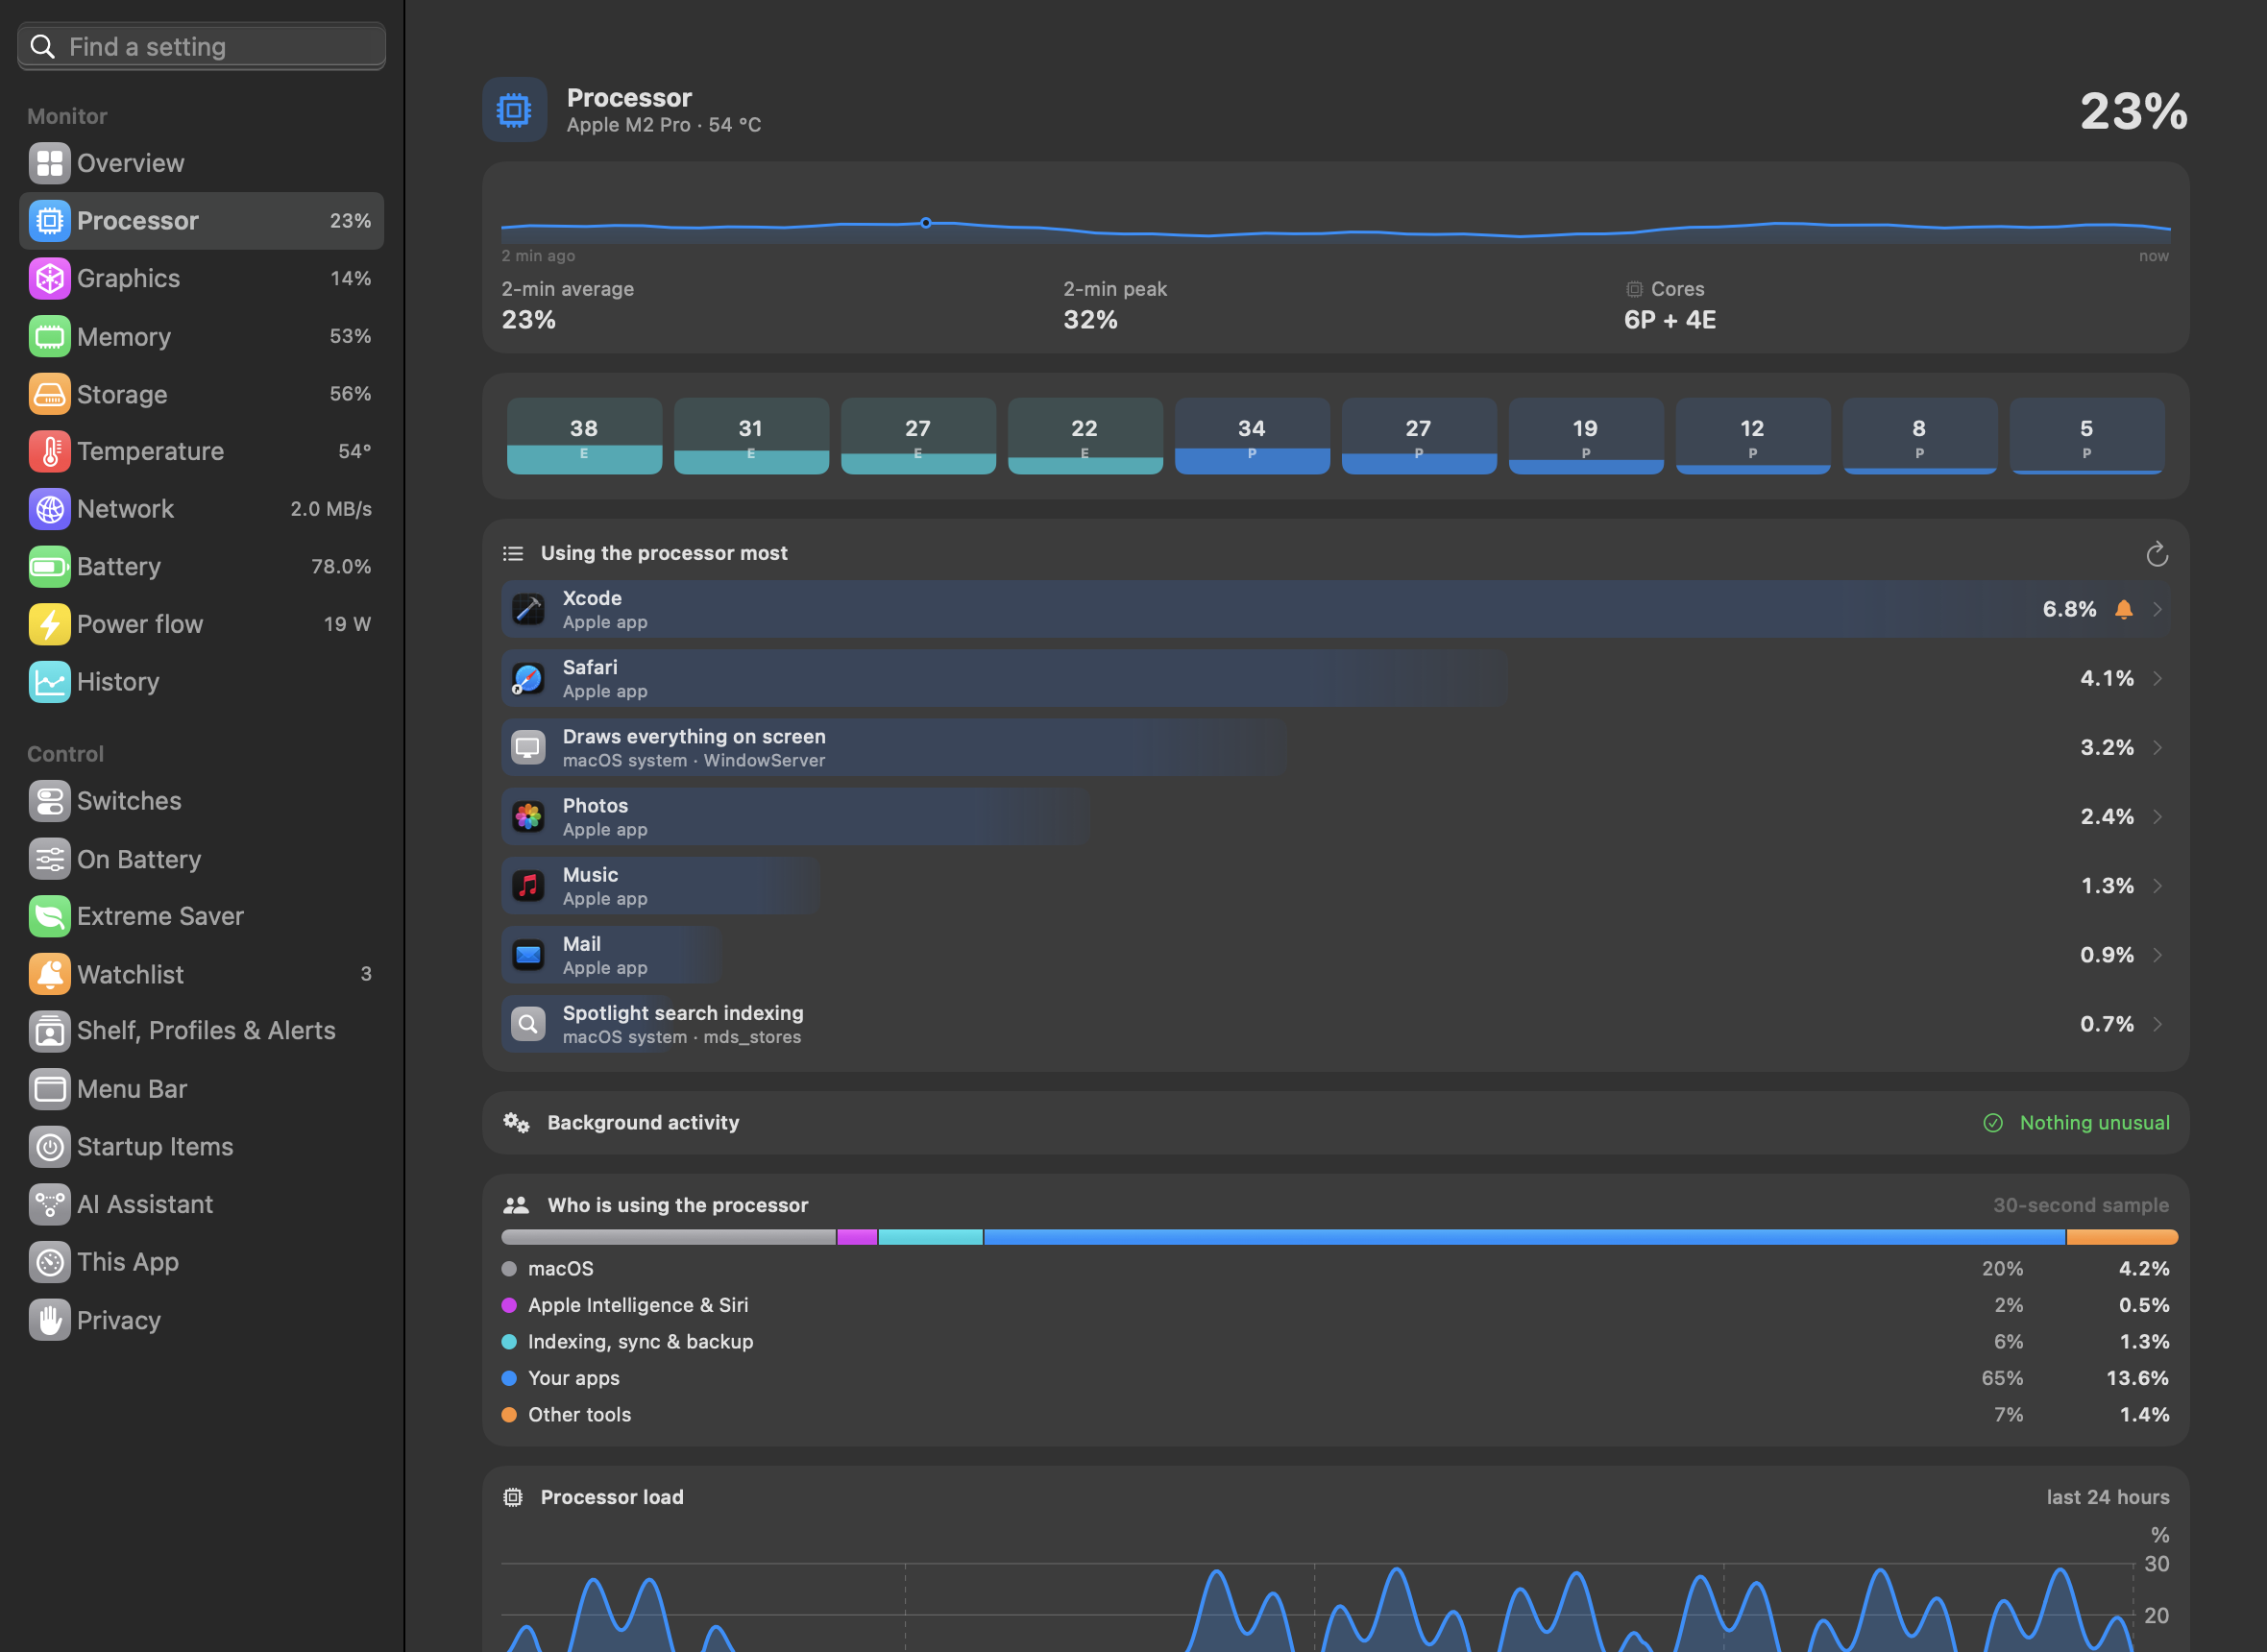 Find a setting
Monitor
Overview
Processor 23%
Graphics 14%
Memory 53%
Storage 56%
Temperature 54°
Network 2.0 MB/s
Battery 78.0%
Power flow 19 W
History
Control
Switches
On Battery
Extreme Saver
Watchlist 3
Shelf, Profiles & Alerts
Menu Bar
Startup Items
AI Assistant
This App
Privacy
Processor
Apple M2 Pro · 54 °C
23%
2 min ago now
2-min average 2-min peak Cores
23% 32% 6P + 4E
38 31 27 22 34 27 19 12 8 5
E E E E P P P P P P
Using the processor most
Xcode
Apple app
6.8%
Safari
Apple app
4.1%
Draws everything on screen
macOS system · WindowServer
3.2%
Photos
Apple app
2.4%
Music
Apple app
1.3%
Mail
Apple app
0.9%
Spotlight search indexing
macOS system · mds_stores
0.7%
Background activity Nothing unusual
Who is using the processor 30-second sample
macOS 20% 4.2%
Apple Intelligence & Siri 2% 0.5%
Indexing, sync & backup 6% 1.3%
Your apps 65% 13.6%
Other tools 7% 1.4%
Processor load last 24 hours
%
30
20